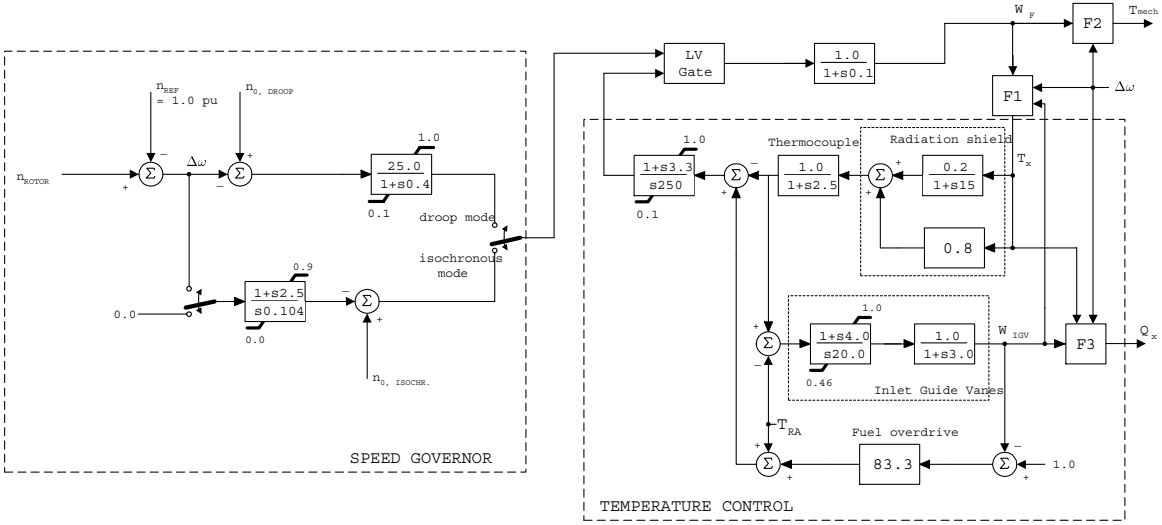 W F
F2
T mech
LV
Gate
1.0
1+s0.1
n REF
= 1.0 pu
n 0, DROOP
F1
Δω
1.0
Thermocouple
Radiation shield
T x
n ROTOR
+
Σ
−
Δω
−
Σ
+
25.0
1+s0.4
1.0
0.1
1+s3.3
s250
1.0
0.1
Σ
−
+
1.0
1+s2.5
Σ
+
+
0.2
1+s15
droop mode
isochronous
mode
0.8
0.0
0.9
1+s2.5
s0.104
0.0
−
Σ
+
n 0, ISOCHR.
+
Σ
−
1.0
1+s4.0
s20.0
0.46
1.0
1+s3.0
W IGV
F3
Q x
Inlet Guide Vanes
T RA
Fuel overdrive
+
Σ
+
83.3
−
Σ
+
1.0
SPEED GOVERNOR
TEMPERATURE CONTROL